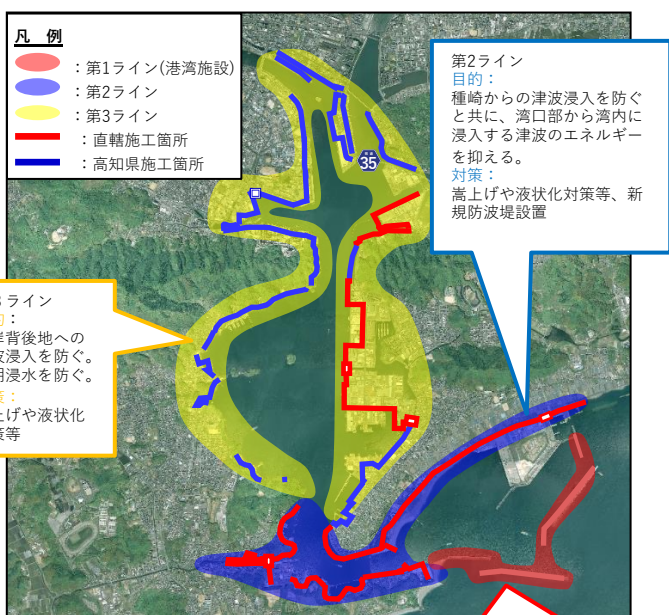 凡 例
：第1ライン(港湾施設)
：第2ライン
：第3ライン
：直轄施工箇所
：高知県施工箇所
35
第2ライン
目的：
種崎からの津波浸入を防ぐ
と共に、湾口部から湾内に
浸入する津波のエネルギー
を抑える。
対策：
嵩上げや液状化対策等、新
規防波堤設置
ライン
：
背後地への
浸入を防ぐ。
浸水を防ぐ。
：
上げや液状化
策等